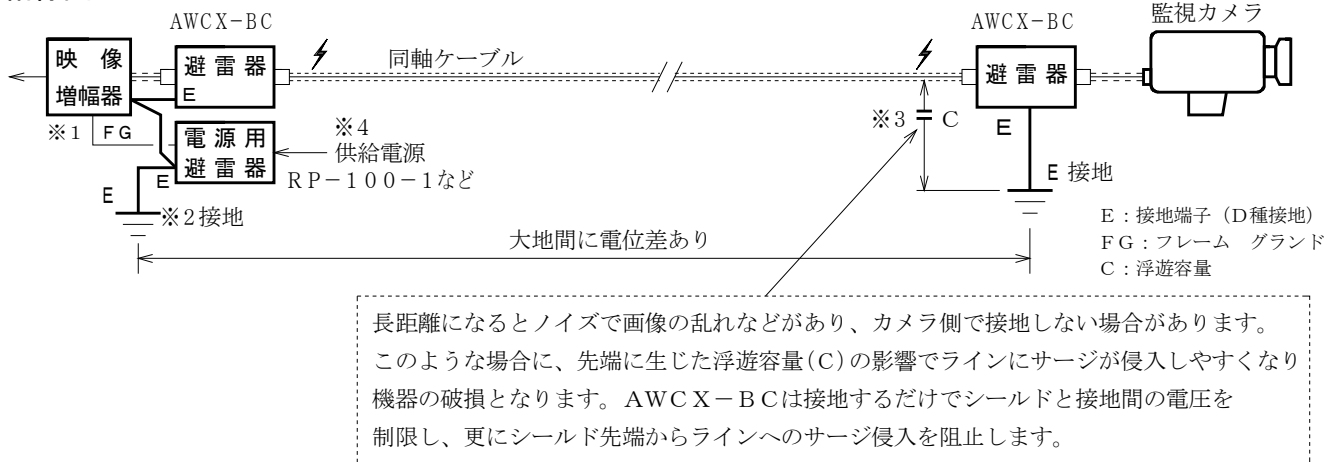 AWCX-BC
AWCX-BC
監視カメラ
映像
増幅器
避雷器
E
同軸ケーブル
避雷器
E
※1
FG
電源用
避雷器
E
※4
供給電源
RP-100-1など
※3
C
E
※2接地
E 接地
大地間に電位差あり
E:接地端子(D種接地)
FG:フレーム グランド
C:浮遊容量
長距離になるとノイズで画像の乱れなどがあり、カメラ側で接地しない場合があります。
このような場合に、先端に生じた浮遊容量(C)の影響でラインにサージが侵入しやすくなり
機器の破損となります。AWCX-BCは接地するだけでシールドと接地間の電圧を
制限し、更にシールド先端からラインへのサージ侵入を阻止します。